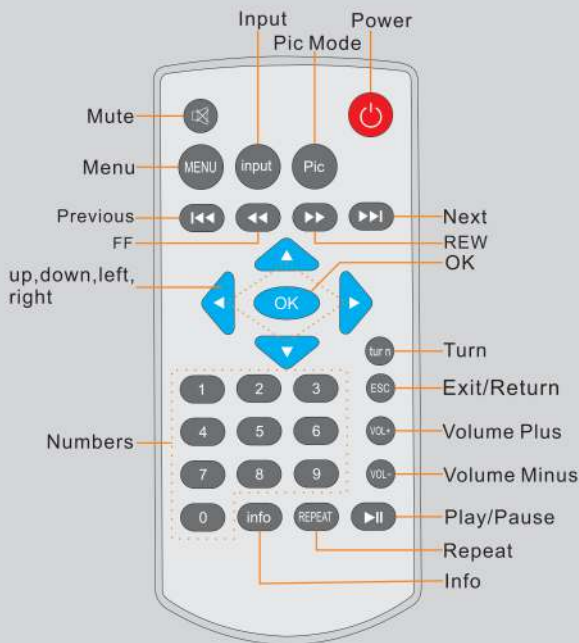 Input
Power
Pic Mode
Mute
Menu
MENU
input
Pic
Previous
Next
FF
REW
OK
up,down,left,
right
OK
tur n
Turn
1
2
3
ESC
Exit/Return
4
5
6
VOL+
Volume Plus
Numbers
7
8
9
VOL-
Volume Minus
0
info
REPEAT
Play/Pause
Repeat
Info